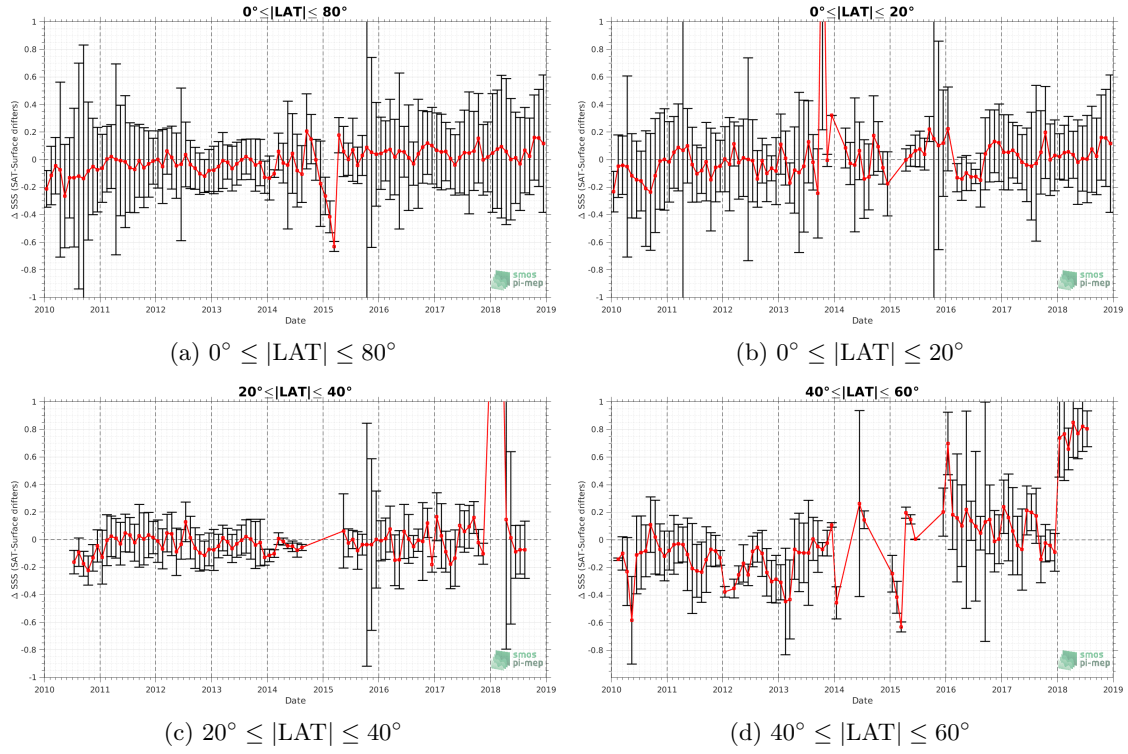 0°≤|LAT|≤ 80°
1
0.8
0.6
0.4
0.2
0
-0.2
-0.4
-0.6
-0.8
-1
Δ SSS (SAT-Surface drifters)
2010 2011 2012 2013 2014 2015 2016 2017 2018 2019
Date
smos
pi-mep
(a) 0° ≤ |LAT| ≤ 80°
0°≤|LAT|≤ 20°
1
0.8
0.6
0.4
0.2
0
-0.2
-0.4
-0.6
-0.8
-1
Δ SSS (SAT-Surface drifters)
2010 2011 2012 2013 2014 2015 2016 2017 2018 2019
Date
smos
pi-mep
(b) 0° ≤ |LAT| ≤ 20°
20°≤|LAT|≤ 40°
1
0.8
0.6
0.4
0.2
0
-0.2
-0.4
-0.6
-0.8
-1
Δ SSS (SAT-Surface drifters)
2010 2011 2012 2013 2014 2015 2016 2017 2018 2019
Date
smos
pi-mep
(c) 20° ≤ |LAT| ≤ 40°
40°≤|LAT|≤ 60°
1
0.8
0.6
0.4
0.2
0
-0.2
-0.4
-0.6
-0.8
-1
Δ SSS (SAT-Surface drifters)
2010 2011 2012 2013 2014 2015 2016 2017 2018 2019
Date
smos
pi-mep
(d) 40° ≤ |LAT| ≤ 60°